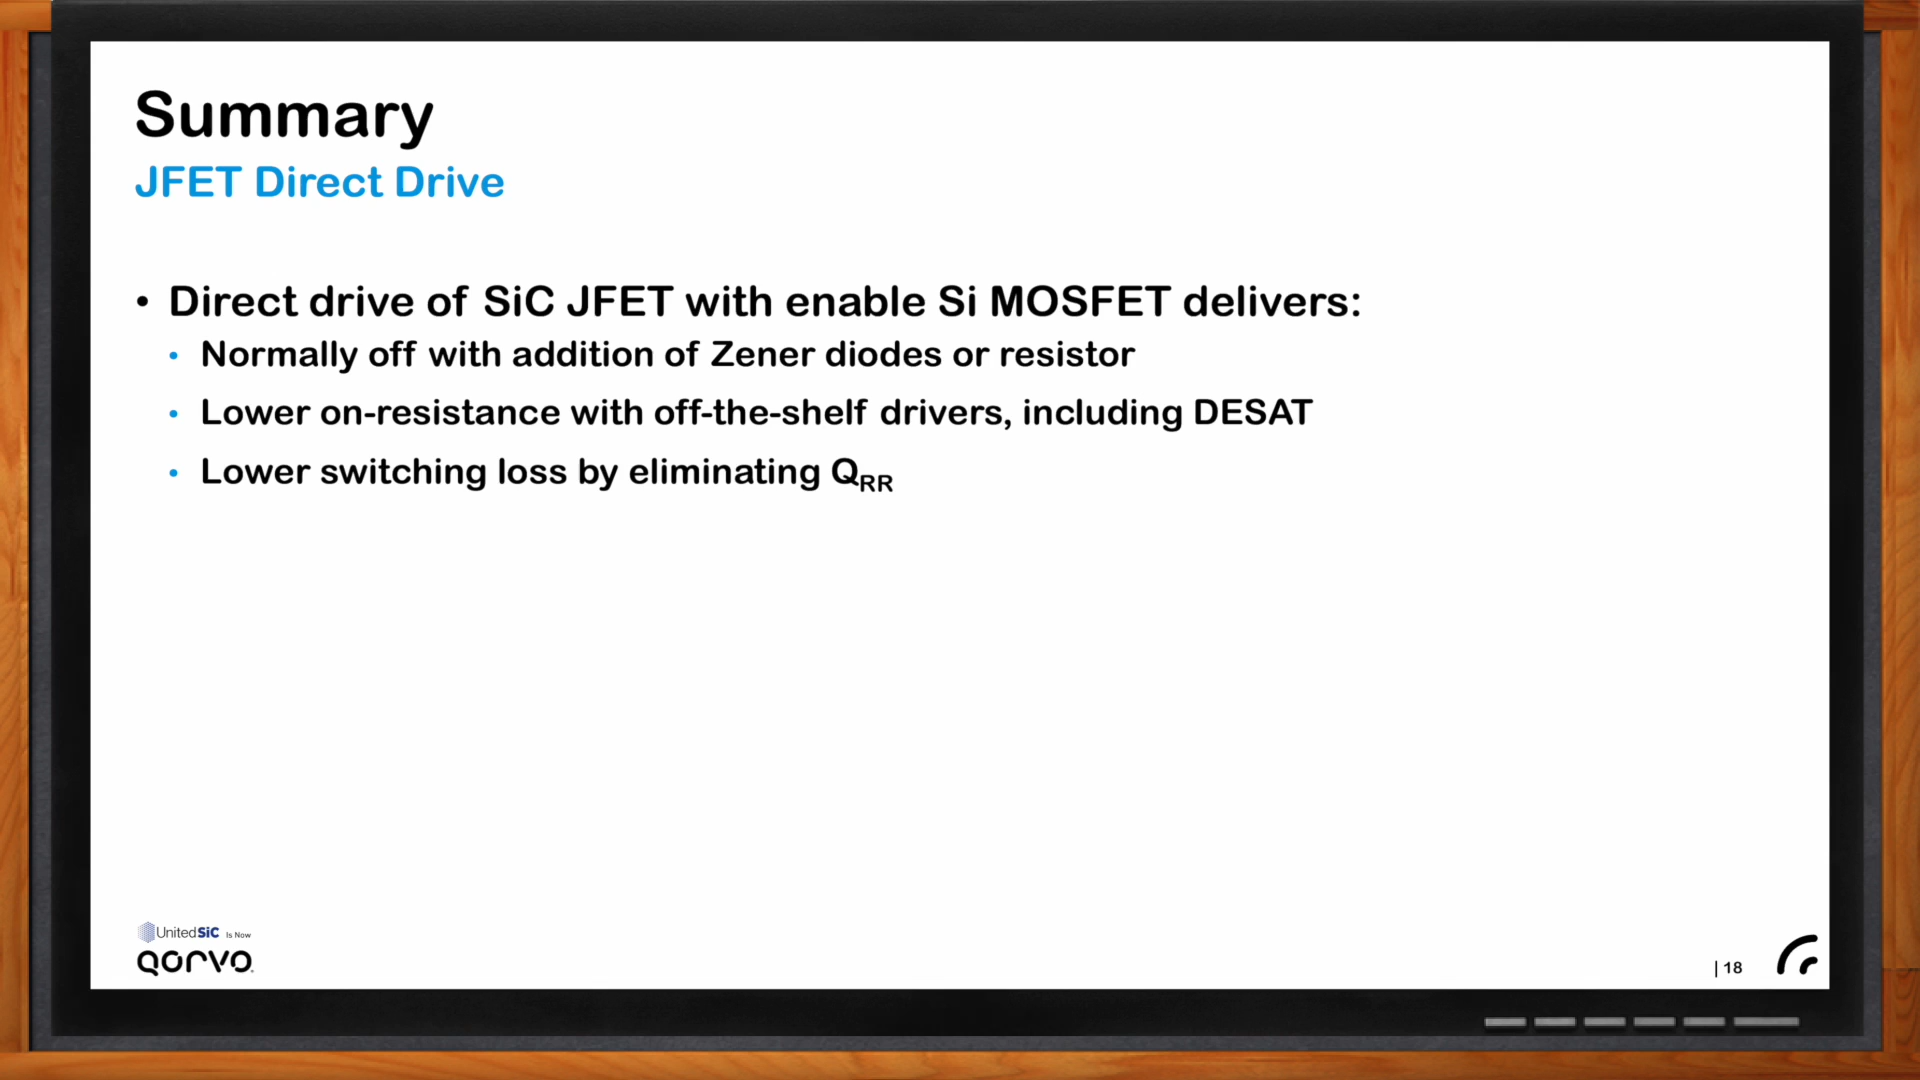 Summary
JFET Direct Drive
• Direct drive of SiC JFET with enable Si MOSFET delivers:
• Normally off with addition of Zener diodes or resistor
• Lower on-resistance with off-the-shelf drivers, including DESAT
• Lower switching loss by eliminating QRR
UnitedSiC Is Now
QORVO
| 18